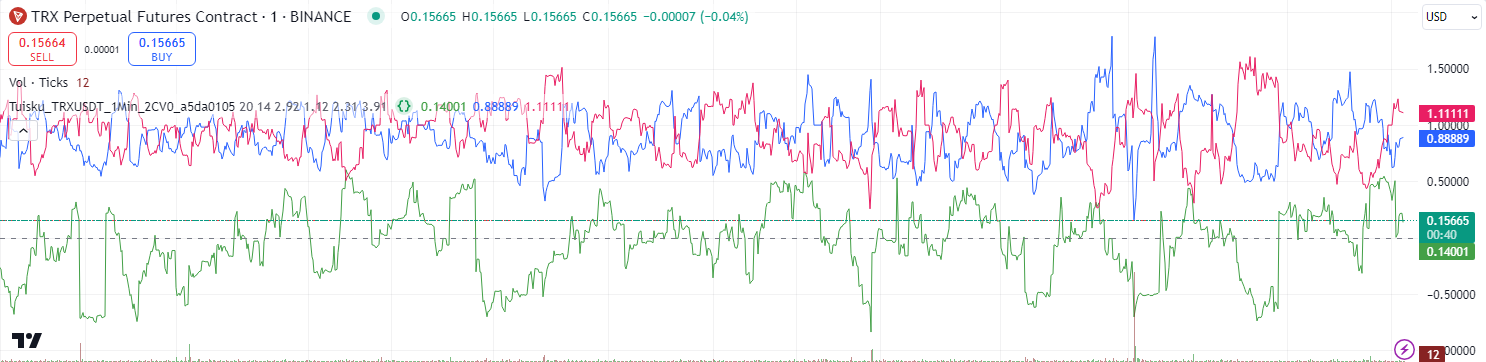 TRX Perpetual Futures Contract · 1 · BINANCE O0.15665 H0.15665 L0.15665 C0.15665 −0.00007 (−0.04%)
USD
0.15664 0.00001 0.15665
SELL BUY
Vol · Ticks 12
Tuisku_TRXUSDT_1Min_2CV0_a5da0105 20 14 2.92 1.12 2.31 3.91 {} 0.14001 0.88889 1.11111
1.50000
1.11111
1.00000
0.88889
0.50000
0.15665
00:40
0.14001
−0.50000
12